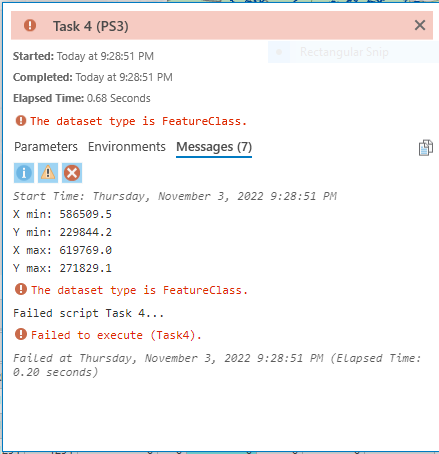 Task 4 (PS3)
Started: Today at 9:28:51 PM
Rectangular Snip
Completed: Today at 9:28:51 PM
Elapsed Time: 0.68 Seconds
The dataset type is FeatureClass.
Parameters Environments Messages (7)
Start Time: Thursday, November 3, 2022 9:28:51 PM
X min: 586509.5
Y min: 229844.2
X max: 619769.0
Y max: 271829.1
The dataset type is FeatureClass.
Failed script Task 4...
Failed to execute (Task4).
Failed at Thursday, November 3, 2022 9:28:51 PM (Elapsed Time:
0.20 seconds)